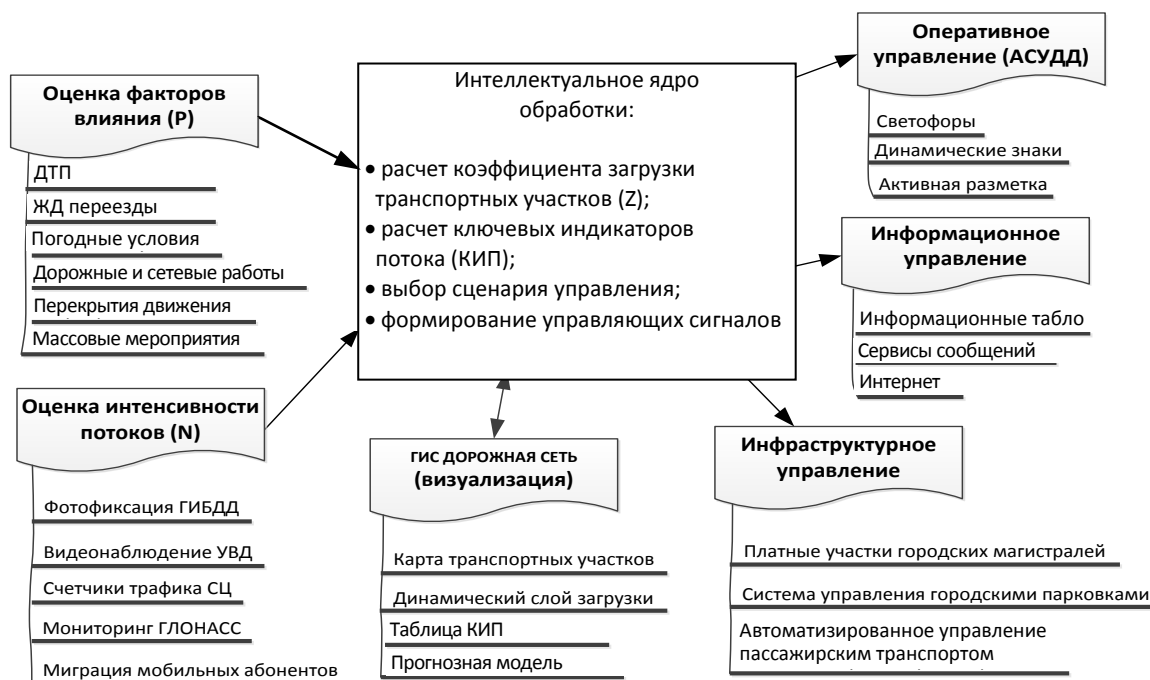 Оценка факторов
влияния (P)
ДТП
ЖД переезды
Погодные условия
Дорожные и сетевые работы
Перекрытия движения
Массовые мероприятия
Оценка интенсивности
потоков (N)
Фотофиксация ГИБДД
Видеонаблюдение УВД
Счетчики трафика СЦ
Мониторинг ГЛОНАСС
Миграция мобильных абонентов
Интеллектуальное ядро
обработки:
• расчет коэффициента загрузки
транспортных участков (Z);
• расчет ключевых индикаторов
потока (КИП);
• выбор сценария управления;
• формирование управляющих сигналов
ГИС ДОРОЖНАЯ СЕТЬ
(визуализация)
Карта транспортных участков
Динамический слой загрузки
Таблица КИП
Прогнозная модель
Оперативное
управление (АСУДД)
Светофоры
Динамические знаки
Активная разметка
Информационное
управление
Информационные табло
Сервисы сообщений
Интернет
Инфраструктурное
управление
Платные участки городских магистралей
Система управления городскими парковками
Автоматизированное управление
пассажирским транспортом